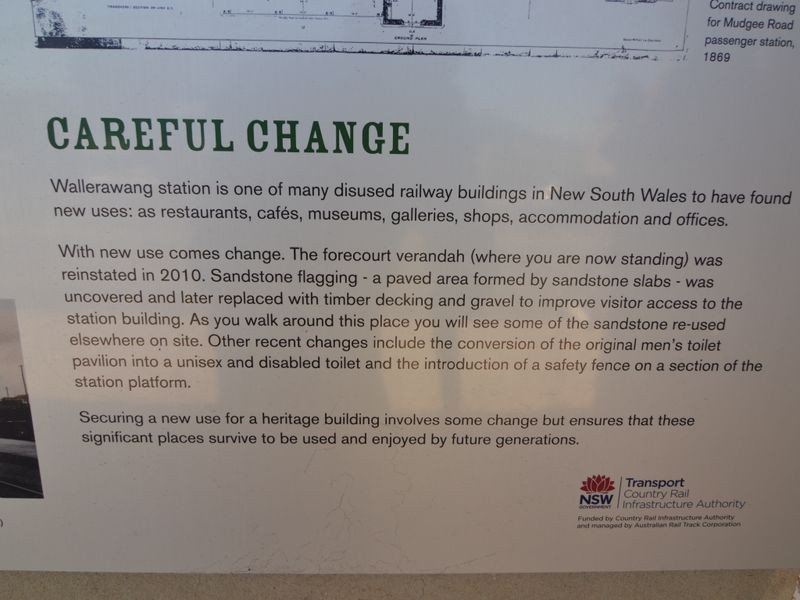 GROUND PLAN
Contract drawing
for Mudgee Road
passenger station,
1869
CAREFUL CHANGE
Wallerawang station is one of many disused railway buildings in New South Wales to have found
new uses: as restaurants, cafés, museums, galleries, shops, accommodation and offices.
With new use comes change. The forecourt verandah (where you are now standing) was
reinstated in 2010. Sandstone flagging - a paved area formed by sandstone slabs - was
uncovered and later replaced with timber decking and gravel to improve visitor access to the
station building. As you walk around this place you will see some of the sandstone re-used
elsewhere on site. Other recent changes include the conversion of the original men's toilet
pavilion into a unisex and disabled toilet and the introduction of a safety fence on a section of the
station platform.
Securing a new use for a heritage building involves some change but ensures that these
significant places survive to be used and enjoyed by future generations.
NSW
GOVERNMENT
Transport
Country Rail
Infrastructure Authority
Funded by Country Rail Infrastructure Authority
and managed by Australian Rail Track Corporation